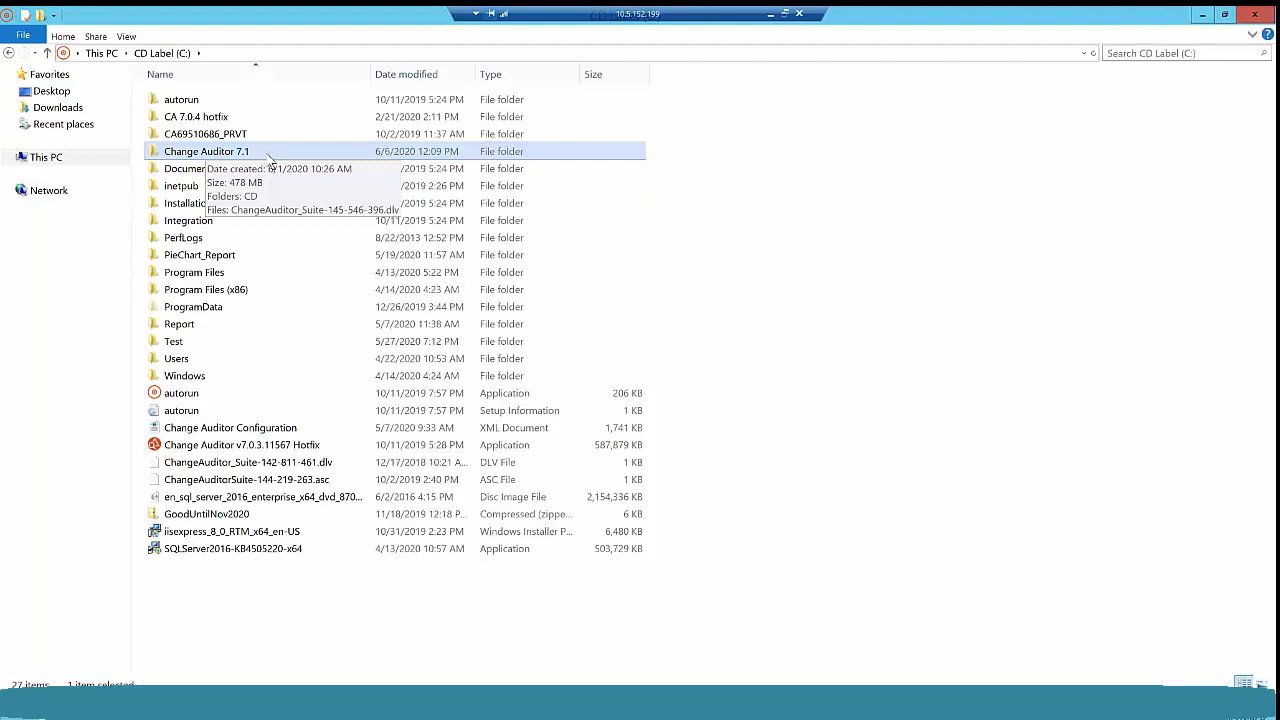 10.5.152.199
File Home Share View
This PC CD Label (C:) Search CD Label (C:)
Name Date modified Type Size
Favorites
Desktop
Downloads
Recent places
This PC
Network
autorun 10/11/2019 5:24 PM File folder
CA 7.0.4 hotfix 2/21/2020 2:11 PM File folder
CA69510686_PRVT 10/2/2019 11:37 AM File folder
Change Auditor 7.1 6/6/2020 12:09 PM File folder
Date created: 6/1/2020 10:26 AM
Size: 478 MB
Folders: CD
Files: ChangeAuditor_Suite-145-546-396.dlv
Documen 5:24 PM File folder
inetpub 2:26 PM File folder
Installatio 5:24 PM File folder
Integration 10/11/2019 5:24 PM File folder
PerfLogs 8/22/2013 12:52 PM File folder
PieChart_Report 5/19/2020 11:57 AM File folder
Program Files 4/13/2020 5:22 PM File folder
Program Files (x86) 4/14/2020 4:23 AM File folder
ProgramData 12/26/2019 3:44 PM File folder
Report 5/7/2020 11:38 AM File folder
Test 5/27/2020 7:12 PM File folder
Users 4/22/2020 10:53 AM File folder
Windows 4/14/2020 4:24 AM File folder
autorun 10/11/2019 7:57 PM Application 206 KB
autorun 10/11/2019 7:57 PM Setup Information 1 KB
Change Auditor Configuration 5/7/2020 9:33 AM XML Document 1,741 KB
Change Auditor v7.0.3.11567 Hotfix 10/11/2019 5:28 PM Application 587,879 KB
ChangeAuditor_Suite-142-811-461.dlv 12/17/2018 10:21 A... DLV File 1 KB
ChangeAuditorSuite-144-219-263.asc 10/2/2019 2:40 PM ASC File 1 KB
en_sql_server_2016_enterprise_x64_dvd_870... 6/2/2016 4:15 PM Disc Image File 2,154,336 KB
GoodUntilNov2020 11/18/2019 12:18 P... Compressed (zippe... 6 KB
iisexpress_8_0_RTM_x64_en-US 10/31/2019 2:23 PM Windows Installer P... 6,480 KB
SQLServer2016-KB4505220-x64 4/13/2020 10:57 AM Application 503,729 KB
27 items 1 item selected